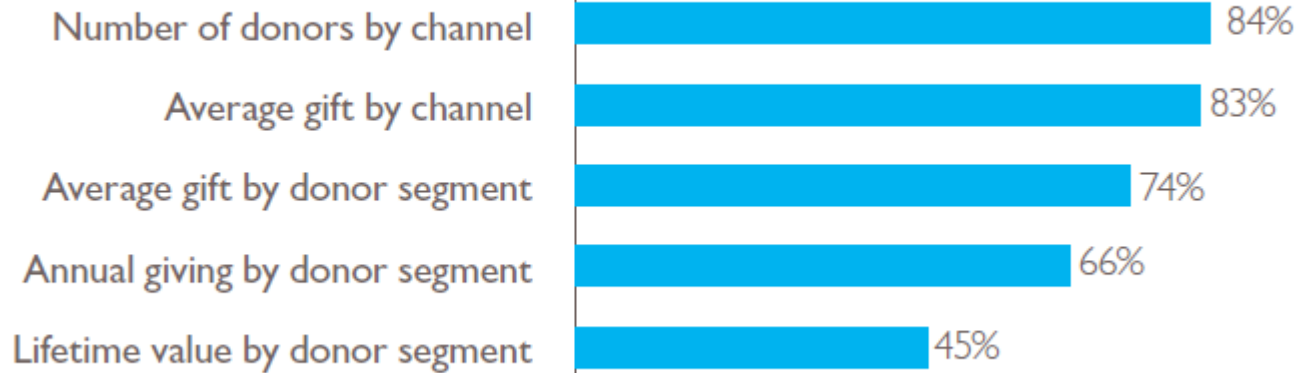 Number of donors by channel 84%
Average gift by channel 83%
Average gift by donor segment 74%
Annual giving by donor segment 66%
Lifetime value by donor segment 45%